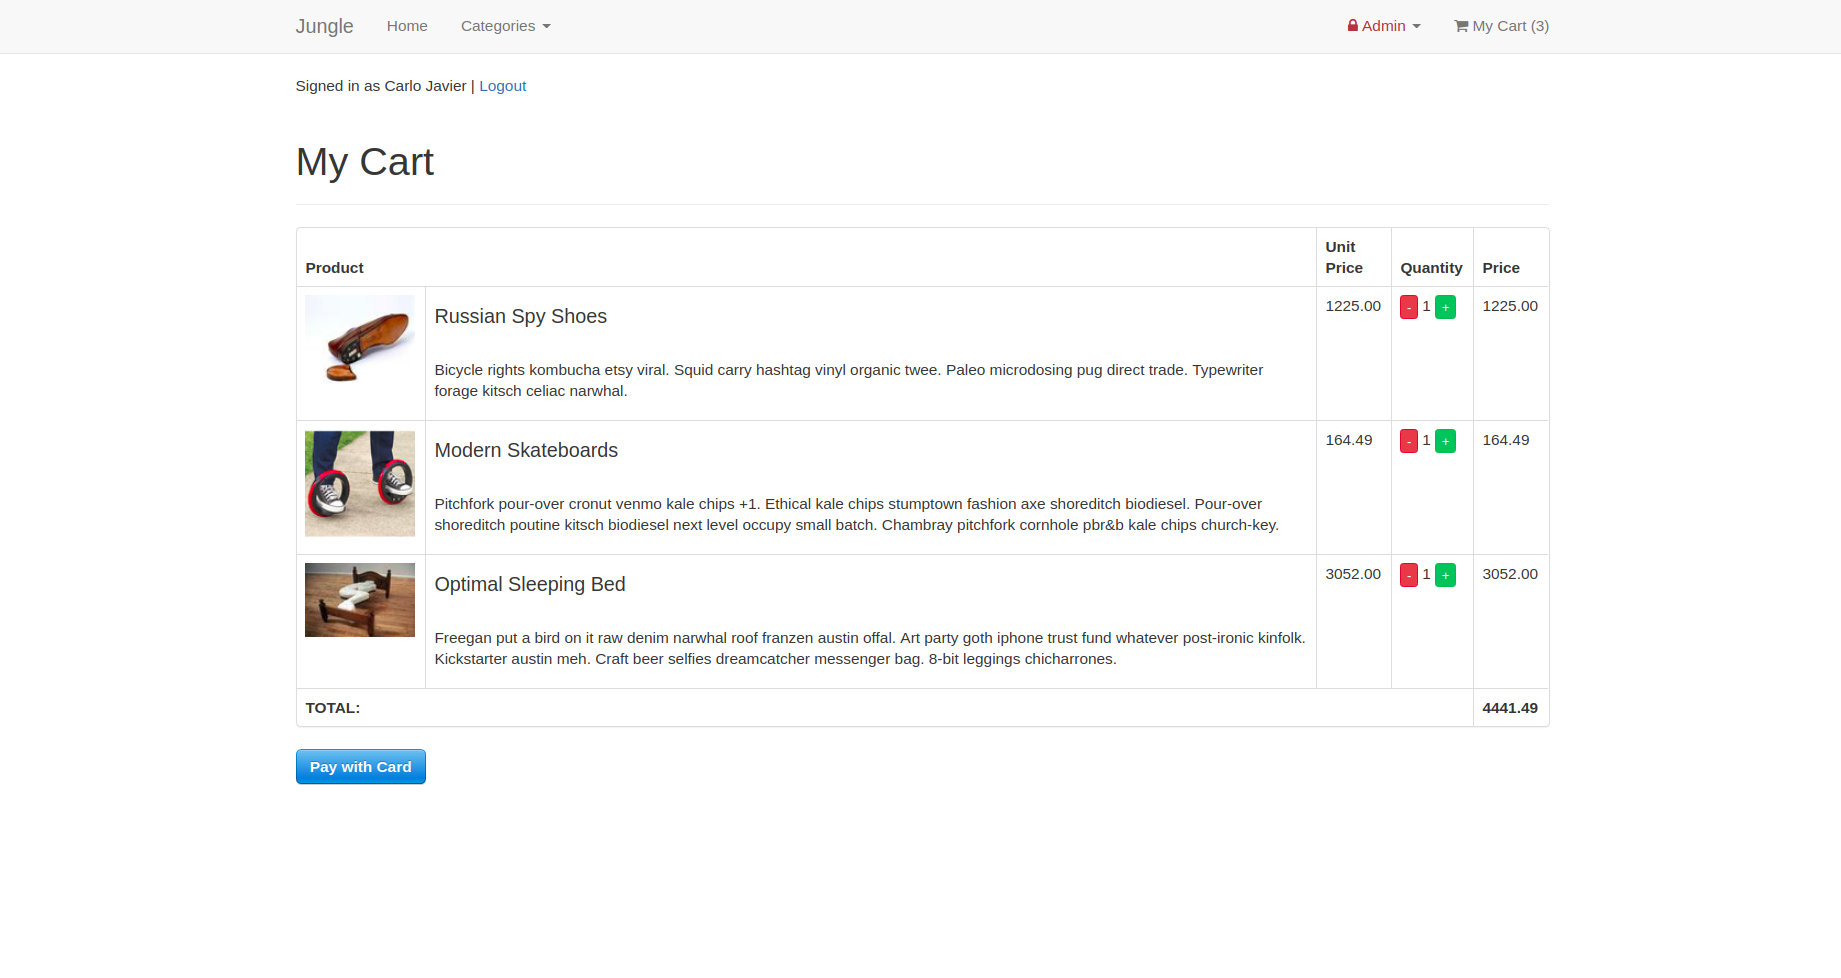 Jungle Home Categories Admin My Cart (3)
Signed in as Carlo Javier | Logout
My Cart
Product Unit Price Quantity Price
Russian Spy Shoes 1225.00 - 1 + 1225.00
Bicycle rights kombucha etsy viral. Squid carry hashtag vinyl organic twee. Paleo microdosing pug direct trade. Typewriter
forage kitsch celiac narwhal.
Modern Skateboards 164.49 - 1 + 164.49
Pitchfork pour-over cronut venmo kale chips +1. Ethical kale chips stumptown fashion axe shoreditch biodiesel. Pour-over
shoreditch poutine kitsch biodiesel next level occupy small batch. Chambray pitchfork cornhole pbr&b kale chips church-key.
Optimal Sleeping Bed 3052.00 - 1 + 3052.00
Freegan put a bird on it raw denim narwhal roof franzen austin offal. Art party goth iphone trust fund whatever post-ironic kinfolk.
Kickstarter austin meh. Craft beer selfies dreamcatcher messenger bag. 8-bit leggings chicharrones.
TOTAL: 4441.49
Pay with Card